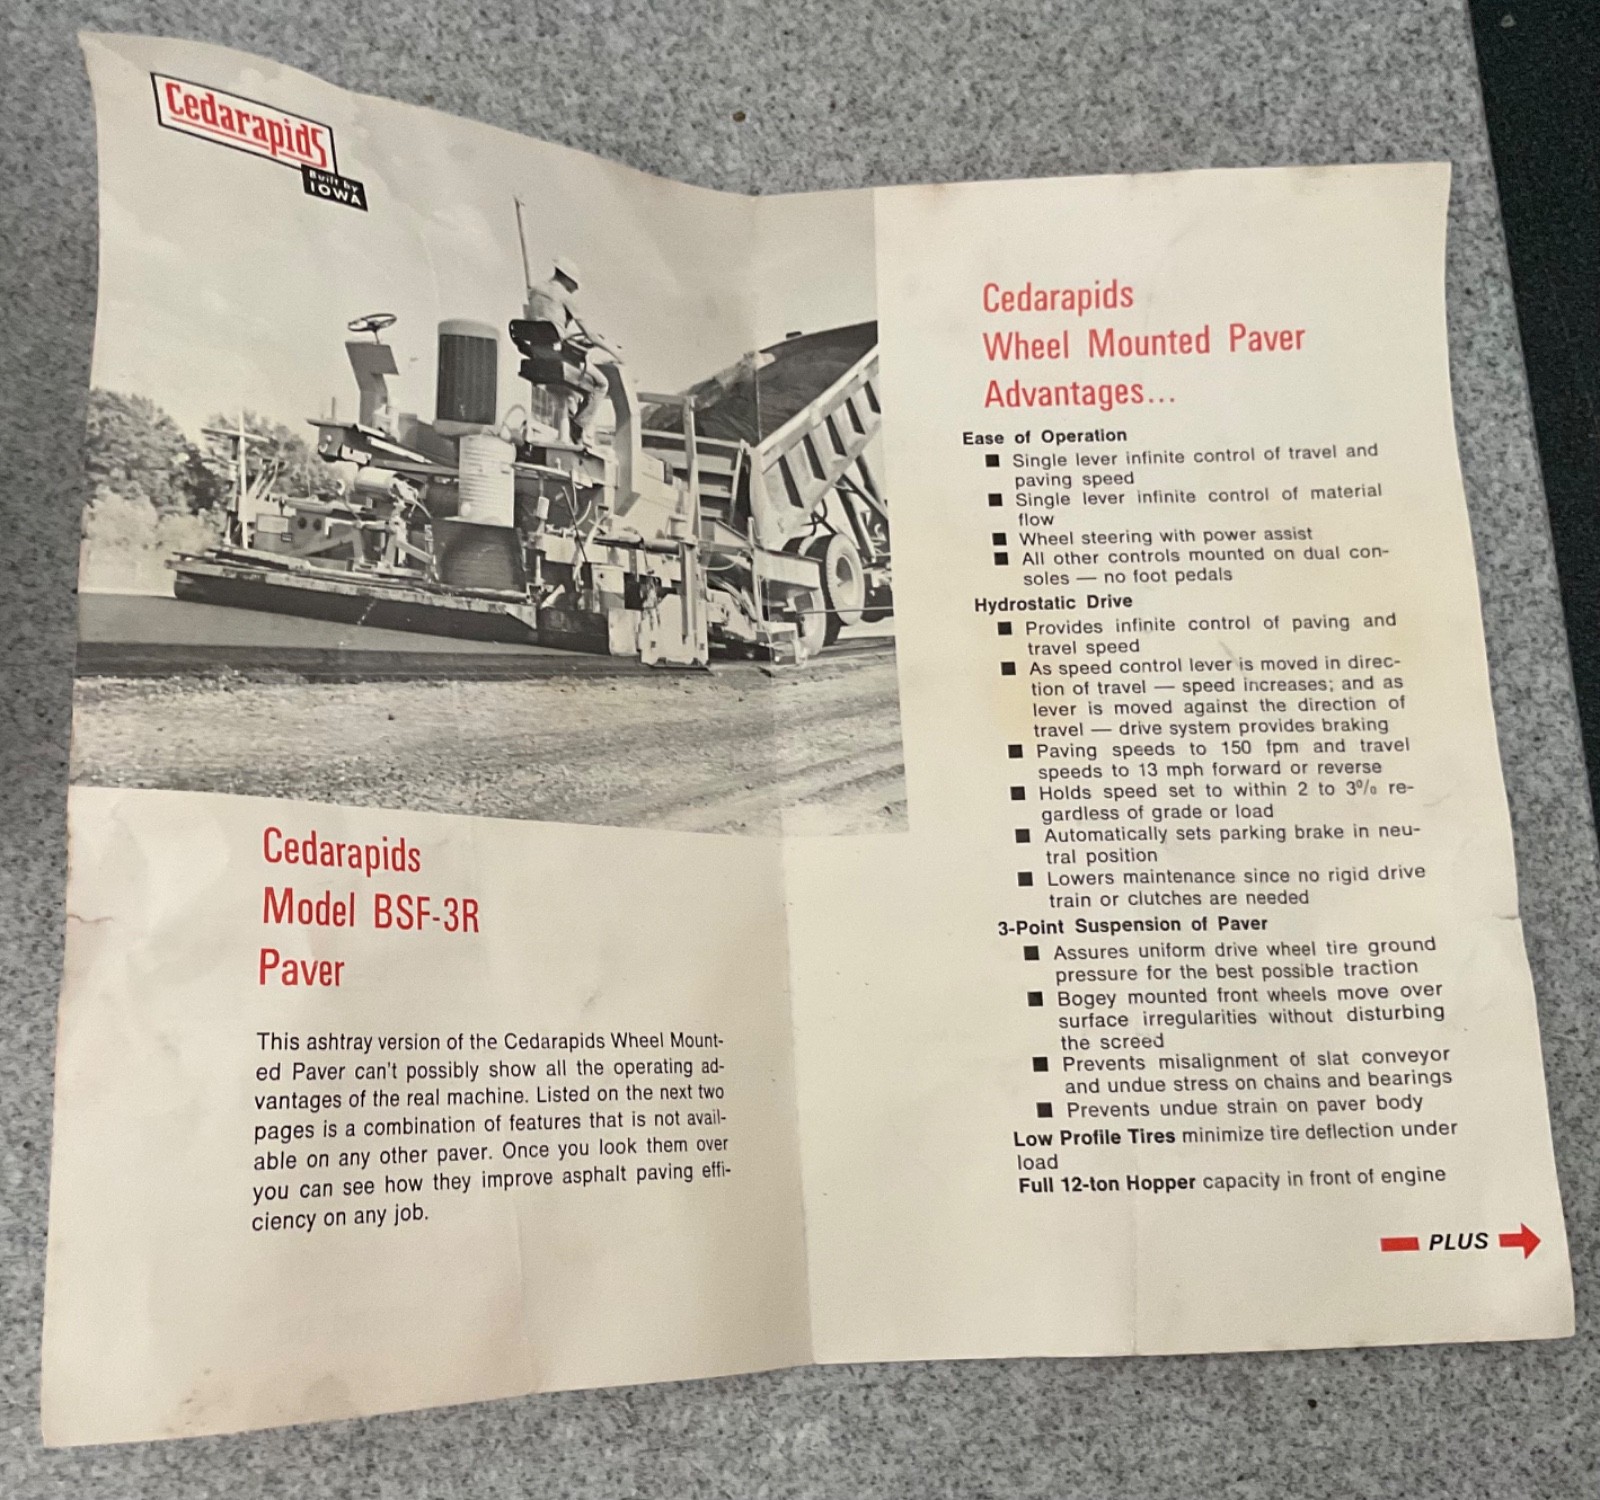 Cedarapids
Built by
IOWA
Cedarapids
Model BSF-3R
Paver
This ashtray version of the Cedarapids Wheel Mount-
ed Paver can't possibly show all the operating ad-
vantages of the real machine. Listed on the next two
pages is a combination of features that is not avail-
able on any other paver. Once you look them over
you can see how they improve asphalt paving effi-
ciency on any job.
Cedarapids
Wheel Mounted Paver
Advantages...
Ease of Operation
■ Single lever infinite control of travel and
paving speed
■ Single lever infinite control of material
flow
■ Wheel steering with power assist
■ All other controls mounted on dual con-
soles — no foot pedals
Hydrostatic Drive
■ Provides infinite control of paving and
travel speed
■ As speed control lever is moved in direc-
tion of travel — speed increases; and as
lever is moved against the direction of
travel — drive system provides braking
■ Paving speeds to 150 fpm and travel
speeds to 13 mph forward or reverse
■ Holds speed set to within 2 to 3% re-
gardless of grade or load
■ Automatically sets parking brake in neu-
tral position
■ Lowers maintenance since no rigid drive
train or clutches are needed
3-Point Suspension of Paver
■ Assures uniform drive wheel tire ground
pressure for the best possible traction
■ Bogey mounted front wheels move over
surface irregularities without disturbing
the screed
■ Prevents misalignment of slat conveyor
and undue stress on chains and bearings
■ Prevents undue strain on paver body
Low Profile Tires minimize tire deflection under
load
Full 12-ton Hopper capacity in front of engine
PLUS